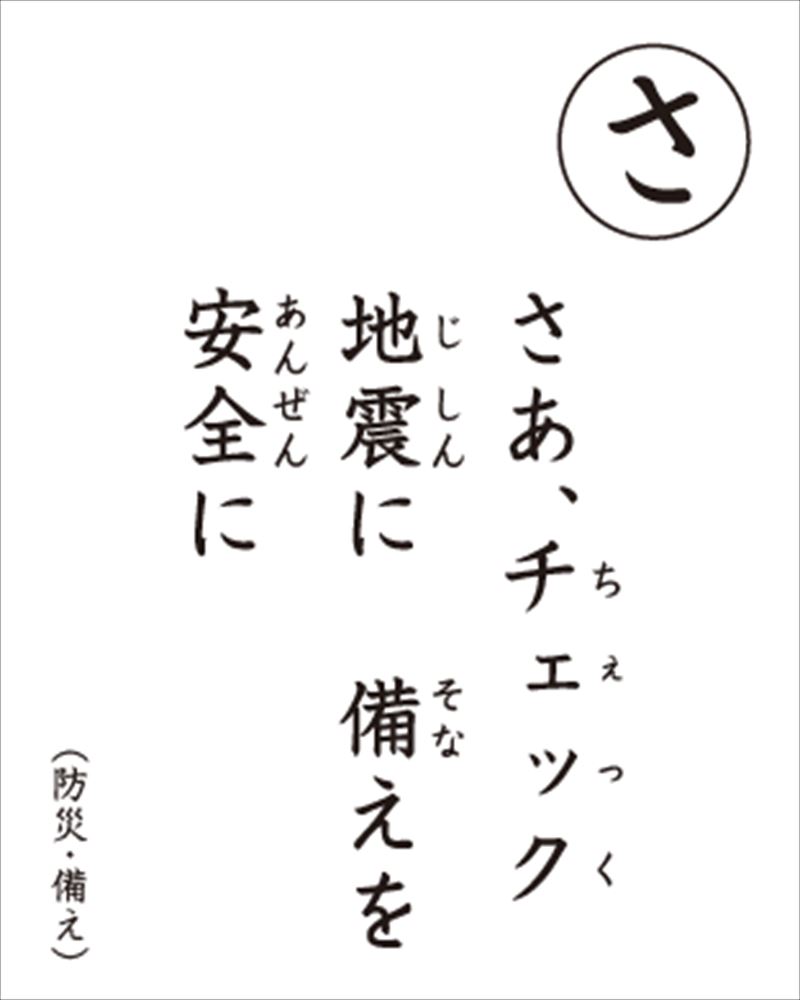 さ
さあ、チェック
ちぇっく
地震に 備えを
じしん そな
安全に
あんぜん
（防災・備え）